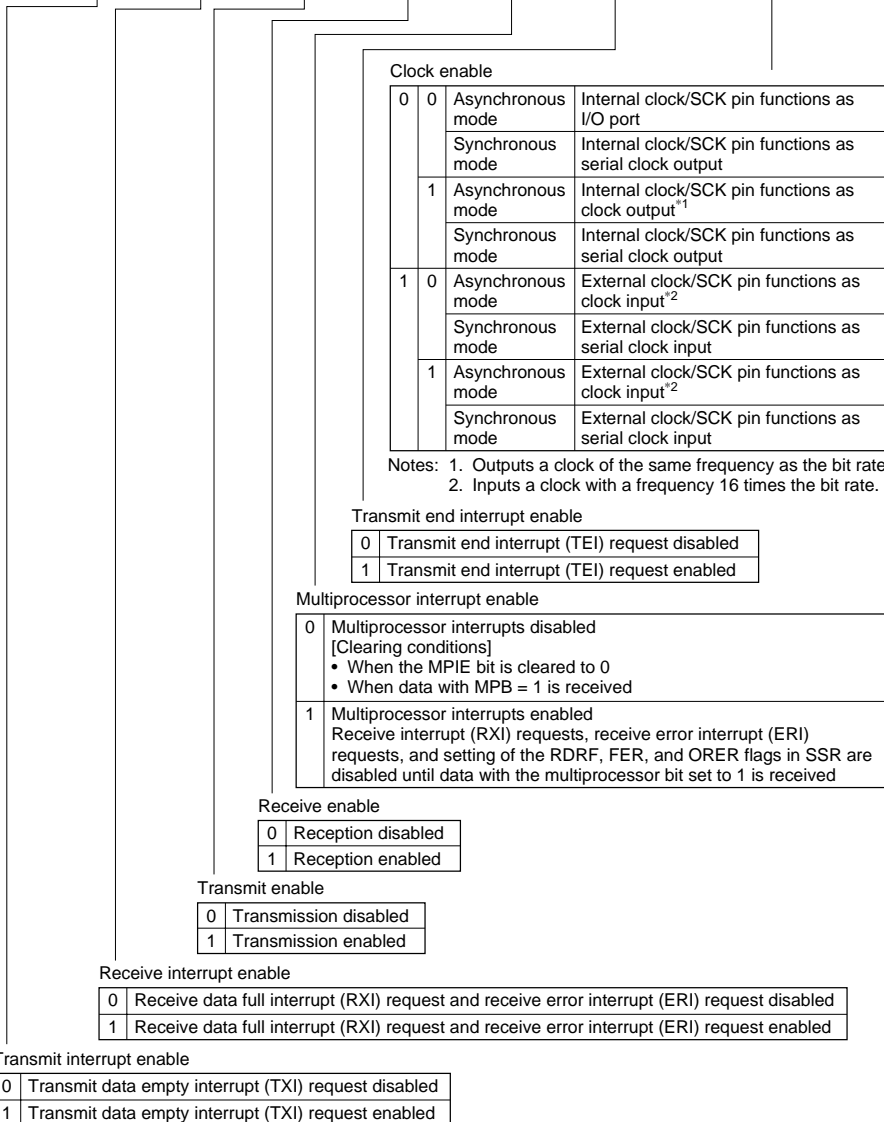 Clock enable
0 0 Asynchronous mode Internal clock/SCK pin functions as I/O port
Synchronous mode Internal clock/SCK pin functions as serial clock output
1 Asynchronous mode Internal clock/SCK pin functions as clock output*1
Synchronous mode Internal clock/SCK pin functions as serial clock output
1 0 Asynchronous mode External clock/SCK pin functions as clock input*2
Synchronous mode External clock/SCK pin functions as serial clock input
1 Asynchronous mode External clock/SCK pin functions as clock input*2
Synchronous mode External clock/SCK pin functions as serial clock input
Notes: 1. Outputs a clock of the same frequency as the bit rate
2. Inputs a clock with a frequency 16 times the bit rate.
Transmit end interrupt enable
0 Transmit end interrupt (TEI) request disabled
1 Transmit end interrupt (TEI) request enabled
Multiprocessor interrupt enable
0 Multiprocessor interrupts disabled
[Clearing conditions]
• When the MPIE bit is cleared to 0
• When data with MPB = 1 is received
1 Multiprocessor interrupts enabled
Receive interrupt (RXI) requests, receive error interrupt (ERI)
requests, and setting of the RDRF, FER, and ORER flags in SSR are
disabled until data with the multiprocessor bit set to 1 is received
Receive enable
0 Reception disabled
1 Reception enabled
Transmit enable
0 Transmission disabled
1 Transmission enabled
Receive interrupt enable
0 Receive data full interrupt (RXI) request and receive error interrupt (ERI) request disabled
1 Receive data full interrupt (RXI) request and receive error interrupt (ERI) request enabled
Transmit interrupt enable
0 Transmit data empty interrupt (TXI) request disabled
1 Transmit data empty interrupt (TXI) request enabled